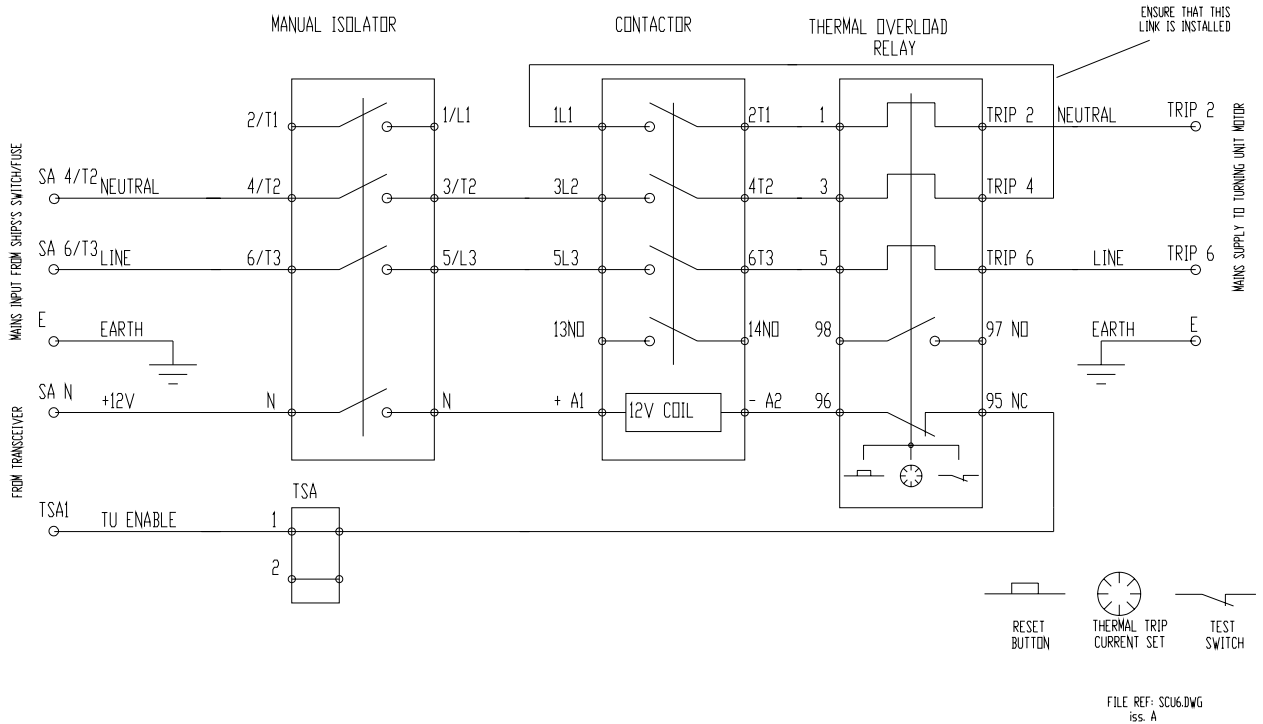 MANUAL ISOLATOR
CONTACTOR
THERMAL OVERLOAD
RELAY
ENSURE THAT THIS
LINK IS INSTALLED
2/T1
1/L1
1L1
2T1
1
TRIP 2
NEUTRAL
TRIP 2
SA 4/T2
NEUTRAL
4/T2
3/T2
3L2
4T2
3
TRIP 4
SA 6/T3
LINE
6/T3
5/L3
5L3
6T3
5
TRIP 6
LINE
TRIP 6
E
EARTH
13NO
14NO
98
97 NO
EARTH
E
SA N
+12V
N
N
+ A1
12V COIL
- A2
96
95 NC
TSA
TSA1
TU ENABLE
1
2
MAINS INPUT FROM SHIPS'S SWITCH/FUSE
FROM TRANSCEIVER
MAINS SUPPLY TO TURNING UNIT MOTOR
RESET
BUTTON
THERMAL TRIP
CURRENT SET
TEST
SWITCH
FILE REF: SCU6.DWG
iss. A